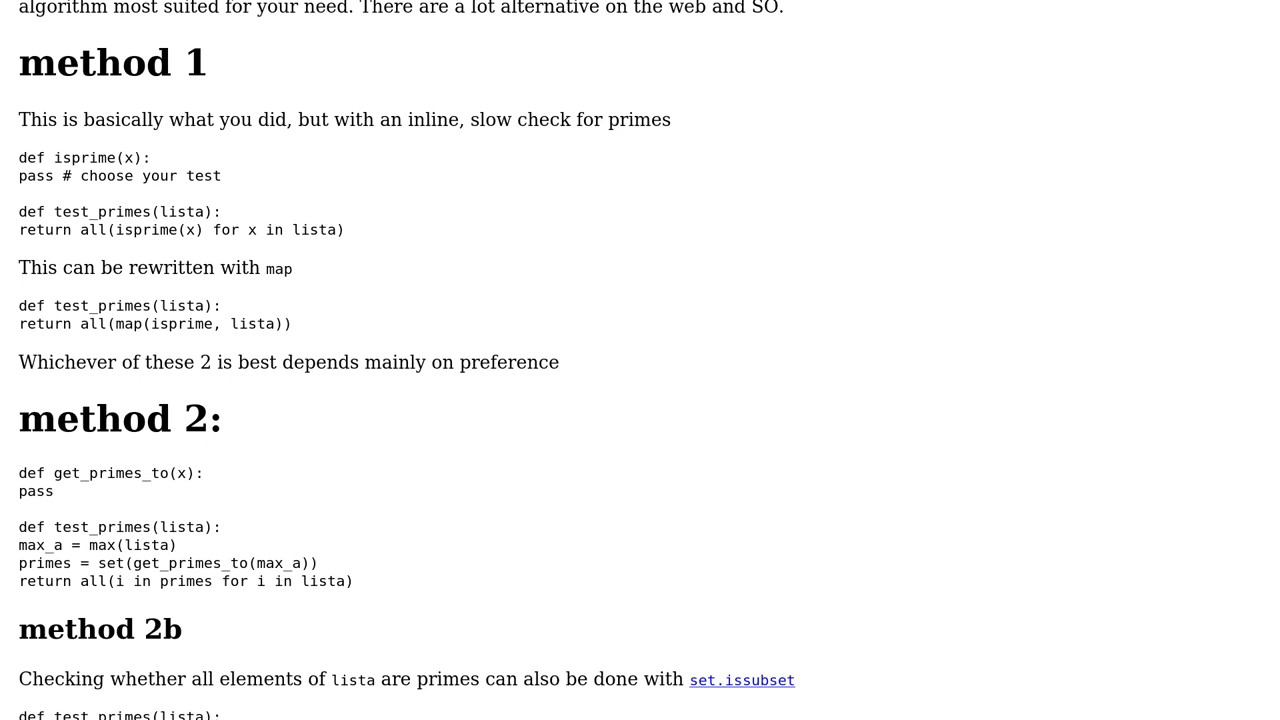 algorithm most suited for your need. There are a lot alternative on the web and SO.
method 1
This is basically what you did, but with an inline, slow check for primes
def isprime(x):
pass # choose your test
def test_primes(lista):
return all(isprime(x) for x in lista)
This can be rewritten with map
def test_primes(lista):
return all(map(isprime, lista))
Whichever of these 2 is best depends mainly on preference
method 2:
def get_primes_to(x):
pass
def test_primes(lista):
max_a = max(lista)
primes = set(get_primes_to(max_a))
return all(i in primes for i in lista)
method 2b
Checking whether all elements of lista are primes can also be done with set.issubset
def test_primes(lista):